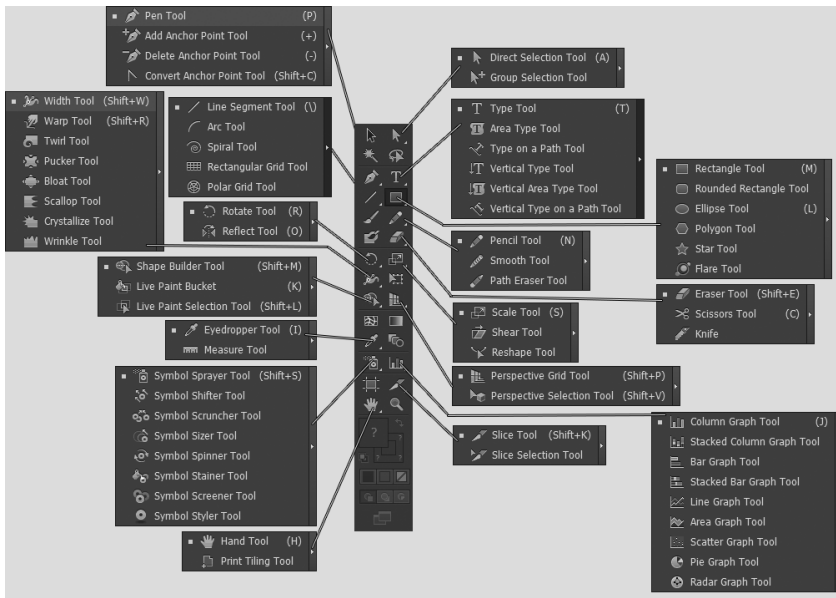 Pen Tool (P)
Add Anchor Point Tool (+)
Delete Anchor Point Tool (-)
Convert Anchor Point Tool (Shift+C)
Direct Selection Tool (A)
Group Selection Tool
Width Tool (Shift+W)
Warp Tool (Shift+R)
Twirl Tool
Pucker Tool
Bloat Tool
Scallop Tool
Crystallize Tool
Wrinkle Tool
Line Segment Tool (\)
Arc Tool
Spiral Tool
Rectangular Grid Tool
Polar Grid Tool
Type Tool (T)
Area Type Tool
Type on a Path Tool
Vertical Type Tool
Vertical Area Type Tool
Vertical Type on a Path Tool
Rectangle Tool (M)
Rounded Rectangle Tool
Ellipse Tool (L)
Polygon Tool
Star Tool
Flare Tool
Rotate Tool (R)
Reflect Tool (O)
Pencil Tool (N)
Smooth Tool
Path Eraser Tool
Shape Builder Tool (Shift+M)
Live Paint Bucket (K)
Live Paint Selection Tool (Shift+L)
Eraser Tool (Shift+E)
Scissors Tool (C)
Knife
Scale Tool (S)
Shear Tool
Reshape Tool
Eyedropper Tool (I)
Measure Tool
Perspective Grid Tool (Shift+P)
Perspective Selection Tool (Shift+V)
Symbol Sprayer Tool (Shift+S)
Symbol Shifter Tool
Symbol Scruncher Tool
Symbol Sizer Tool
Symbol Spinner Tool
Symbol Stainer Tool
Symbol Screener Tool
Symbol Styler Tool
?
Slice Tool (Shift+K)
Slice Selection Tool
Column Graph Tool (J)
Stacked Column Graph Tool
Bar Graph Tool
Stacked Bar Graph Tool
Line Graph Tool
Area Graph Tool
Scatter Graph Tool
Pie Graph Tool
Radar Graph Tool
Hand Tool (H)
Print Tiling Tool